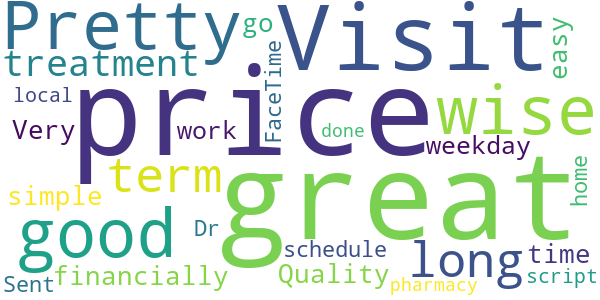 Pretty Visit
go
treatment
easy
local
price
wise
FaceTime
Very
work
done
weekday
term
great
simple
home
good
Dr
schedule
long
time
Sent
financially
Quality
script
pharmacy